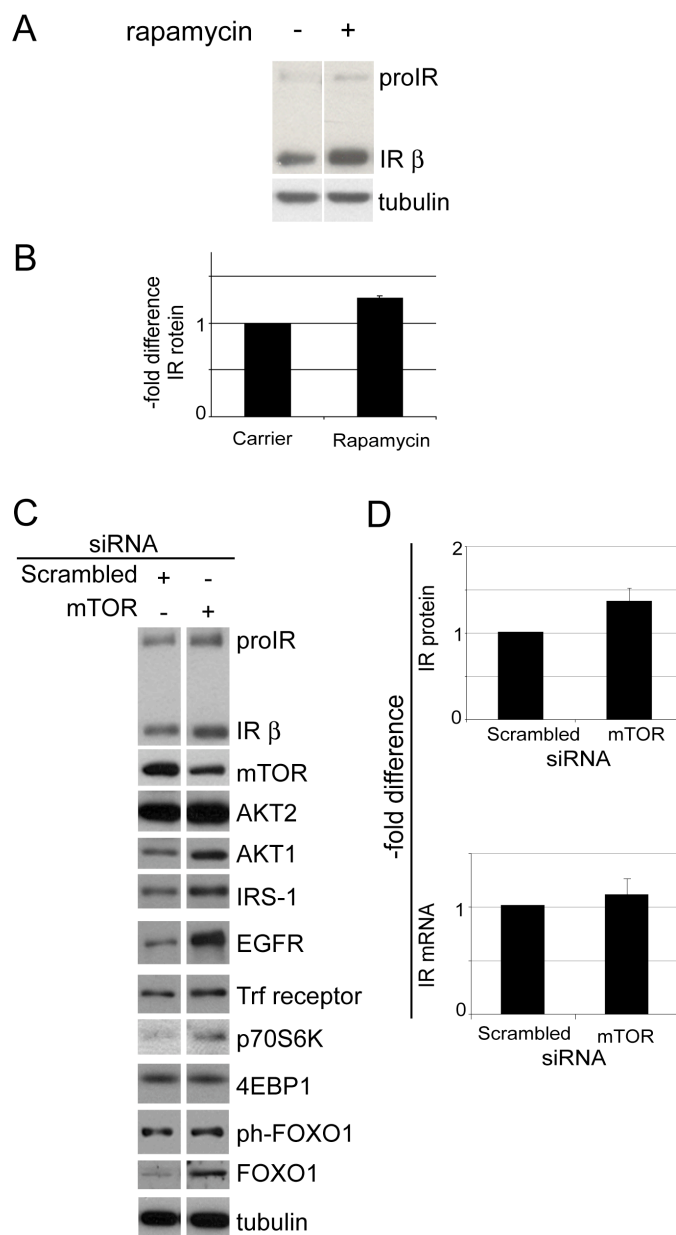 A
rapamycin - +
proIR
IR β
tubulin
B
-fold difference
IR rotein
1
0
Carrier Rapamycin
C
siRNA
Scrambled + -
mTOR - +
proIR
IR β
mTOR
AKT2
AKT1
IRS-1
EGFR
Trf receptor
p70S6K
4EBP1
ph-FOXO1
FOXO1
tubulin
D
-fold difference
IR protein
2
1
0
Scrambled mTOR
siRNA
IR mRNA
1
0
Scrambled mTOR
siRNA